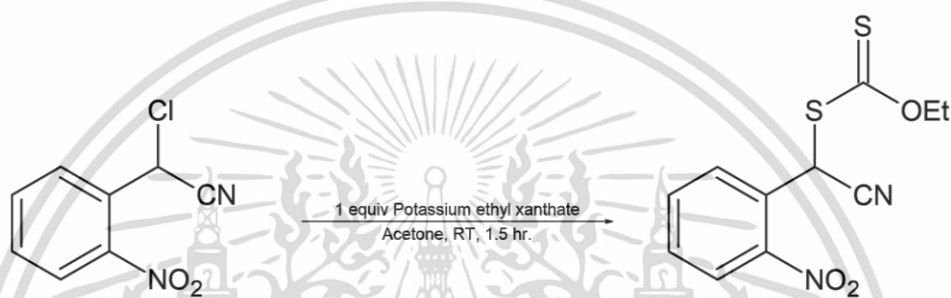 Cl
CN
NO2
1 equiv Potassium ethyl xanthate
Acetone, RT, 1.5 hr.
S
S
OEt
CN
NO2